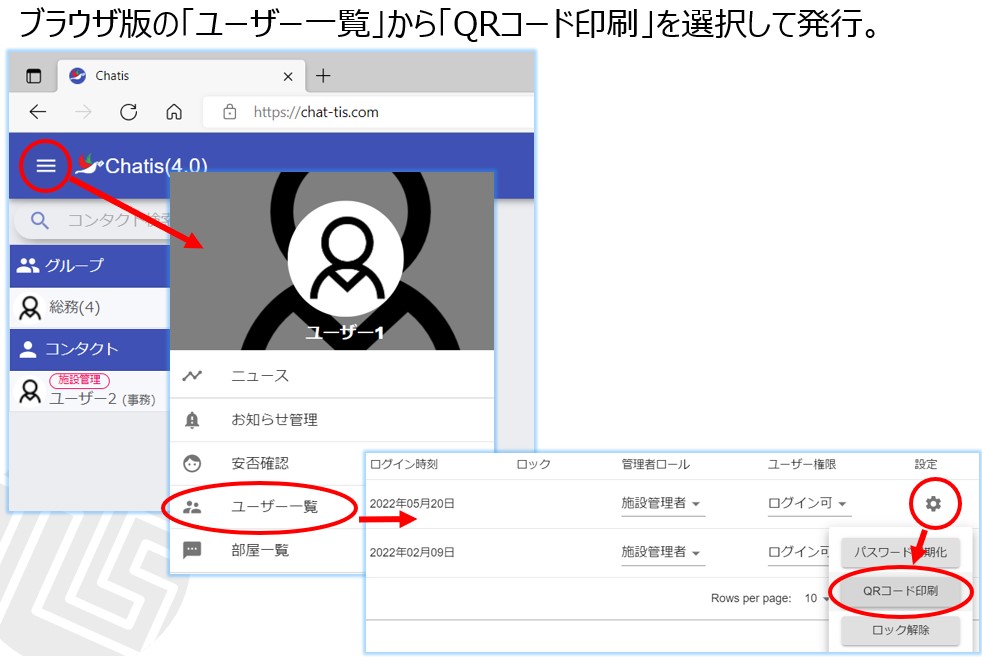 ブラウザ版の「ユーザー一覧」から「QRコード印刷」を選択して発行。
Chatis
https://chat-tis.com
Chatis(4.0)
コンタクト検索
グループ
総務(4)
コンタクト
施設管理
ユーザー2 (事務)
ユーザー1
ニュース
お知らせ管理
安否確認
ユーザー一覧
部屋一覧
ログイン時刻 ロック 管理者ロール ユーザー権限 設定
2022年05月20日 施設管理者 ログイン可
2022年02月09日 施設管理者 ログイン可
Rows per page: 10
パスワード初期化
QRコード印刷
ロック解除